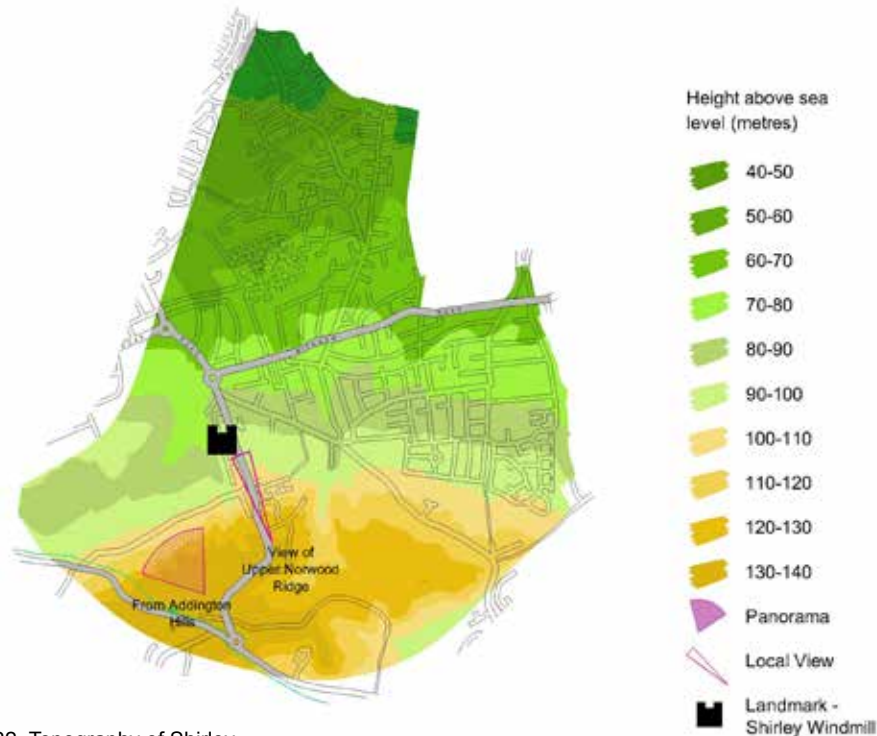 Height above sea
level (metres)
40-50
50-60
60-70
70-80
80-90
90-100
100-110
110-120
120-130
130-140
Panorama
Local View
Landmark -
Shirley Windmill
View of
Upper Norwood
Ridge
From Addington
Hills
Topography of Shirley